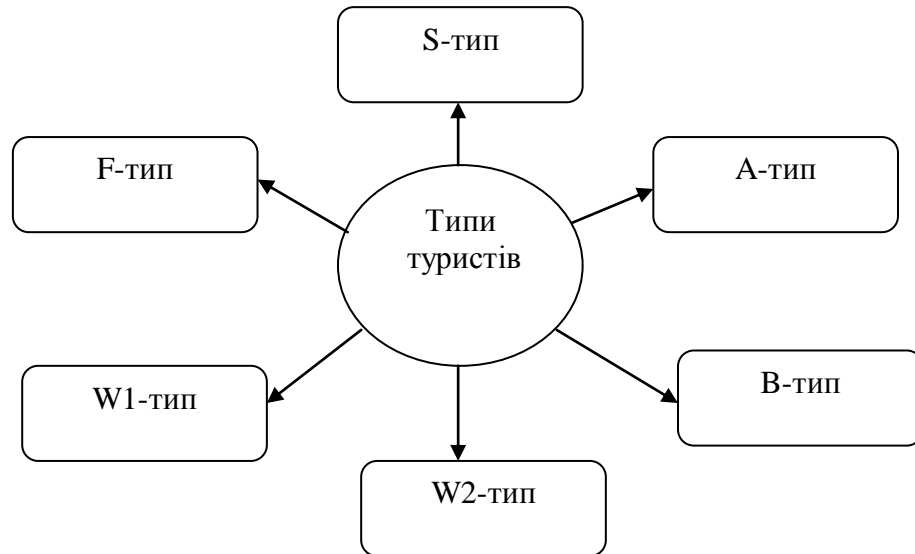 S-тип
F-тип
A-тип
Типи
туристів
W1-тип
B-тип
W2-тип